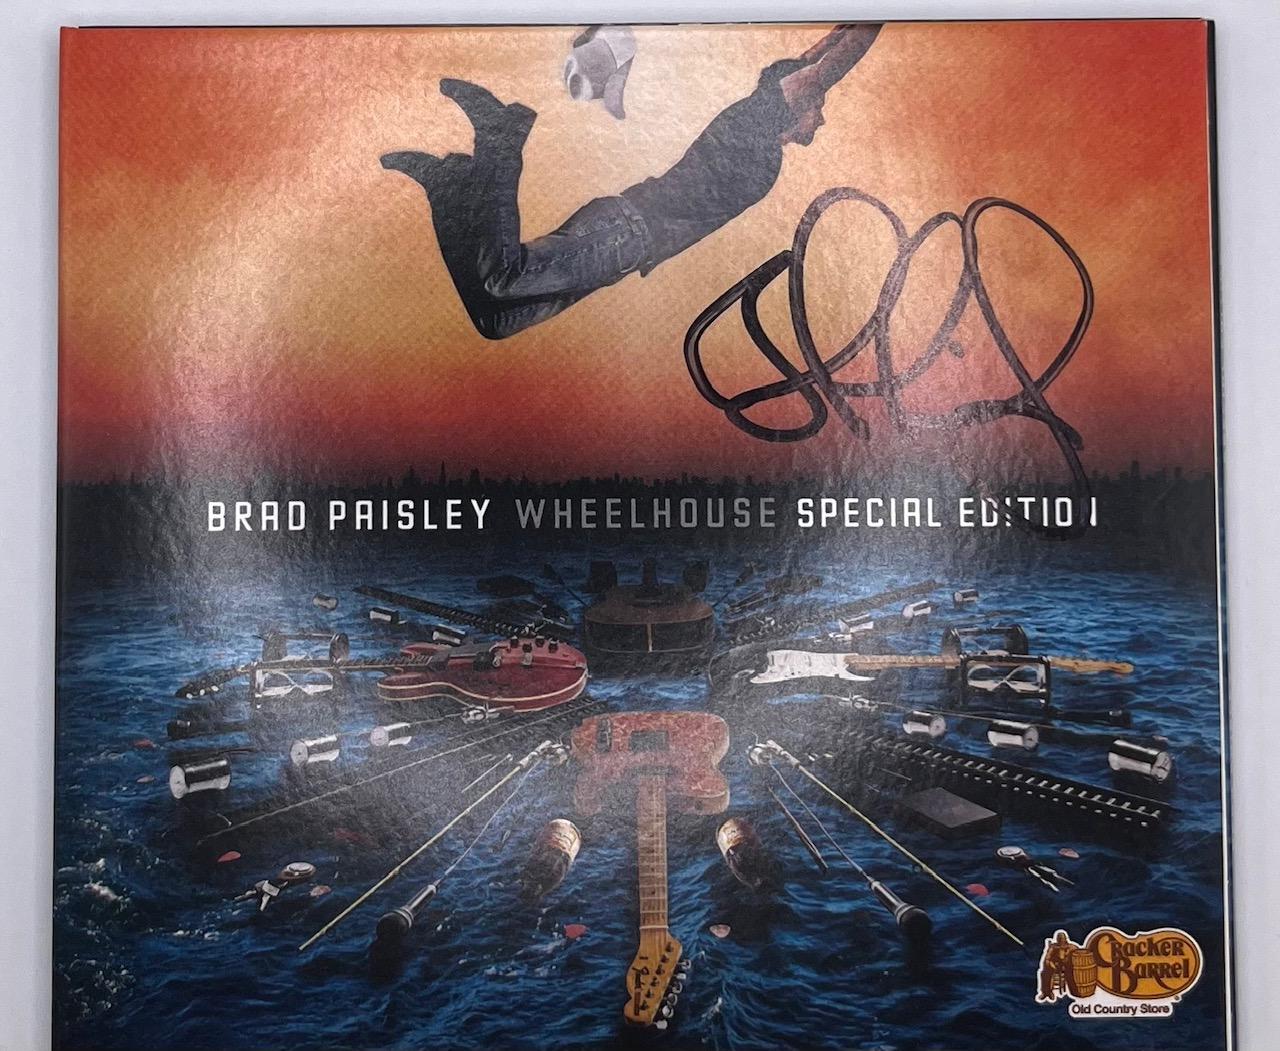 BRAD PAISLEY WHEELHOUSE SPECIAL EDITION
Cracker
Barrel
Old Country Store